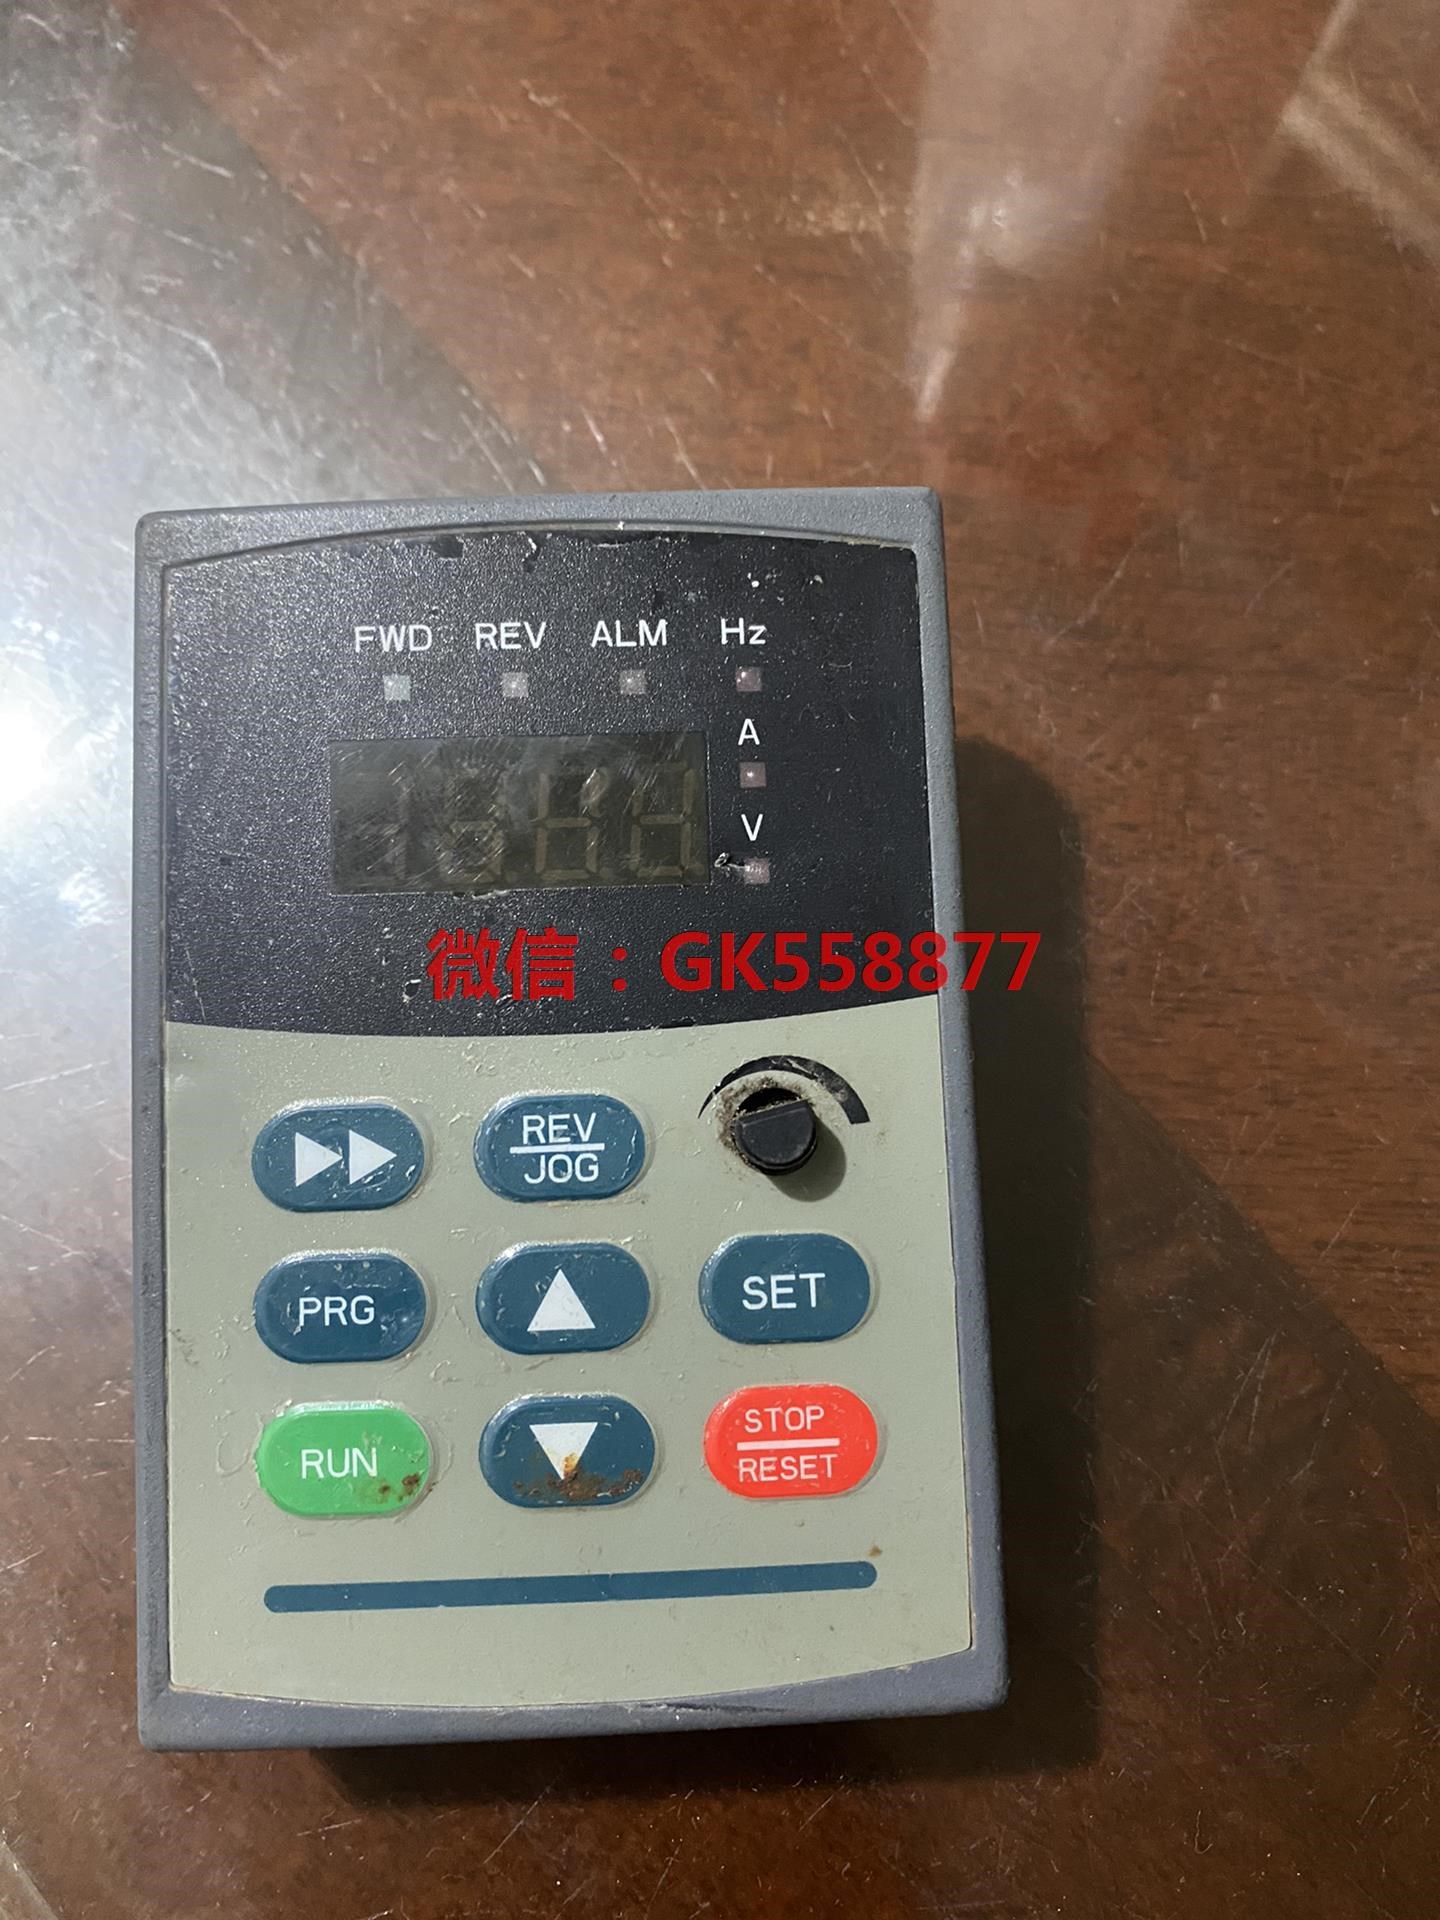 FWD REV ALM Hz
A
V
微信：GK558877
REV
JOG
PRG
SET
RUN
STOP
RESET